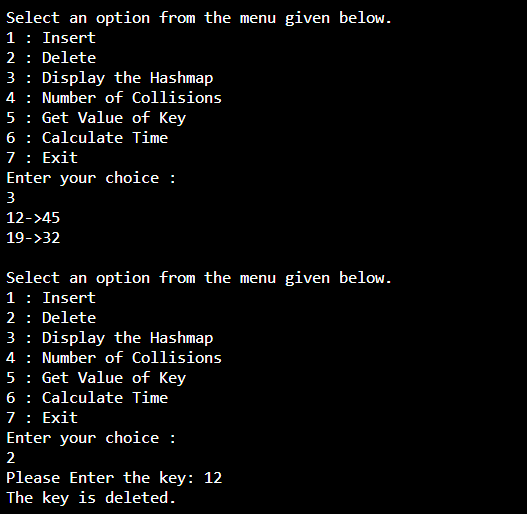 Select an option from the menu given below.
1 : Insert
2 : Delete
3 : Display the Hashmap
4 : Number of Collisions
5 : Get Value of Key
6 : Calculate Time
7 : Exit
Enter your choice :
3
12->45
19->32
Select an option from the menu given below.
1 : Insert
2 : Delete
3 : Display the Hashmap
4 : Number of Collisions
5 : Get Value of Key
6 : Calculate Time
7 : Exit
Enter your choice :
2
Please Enter the key: 12
The key is deleted.